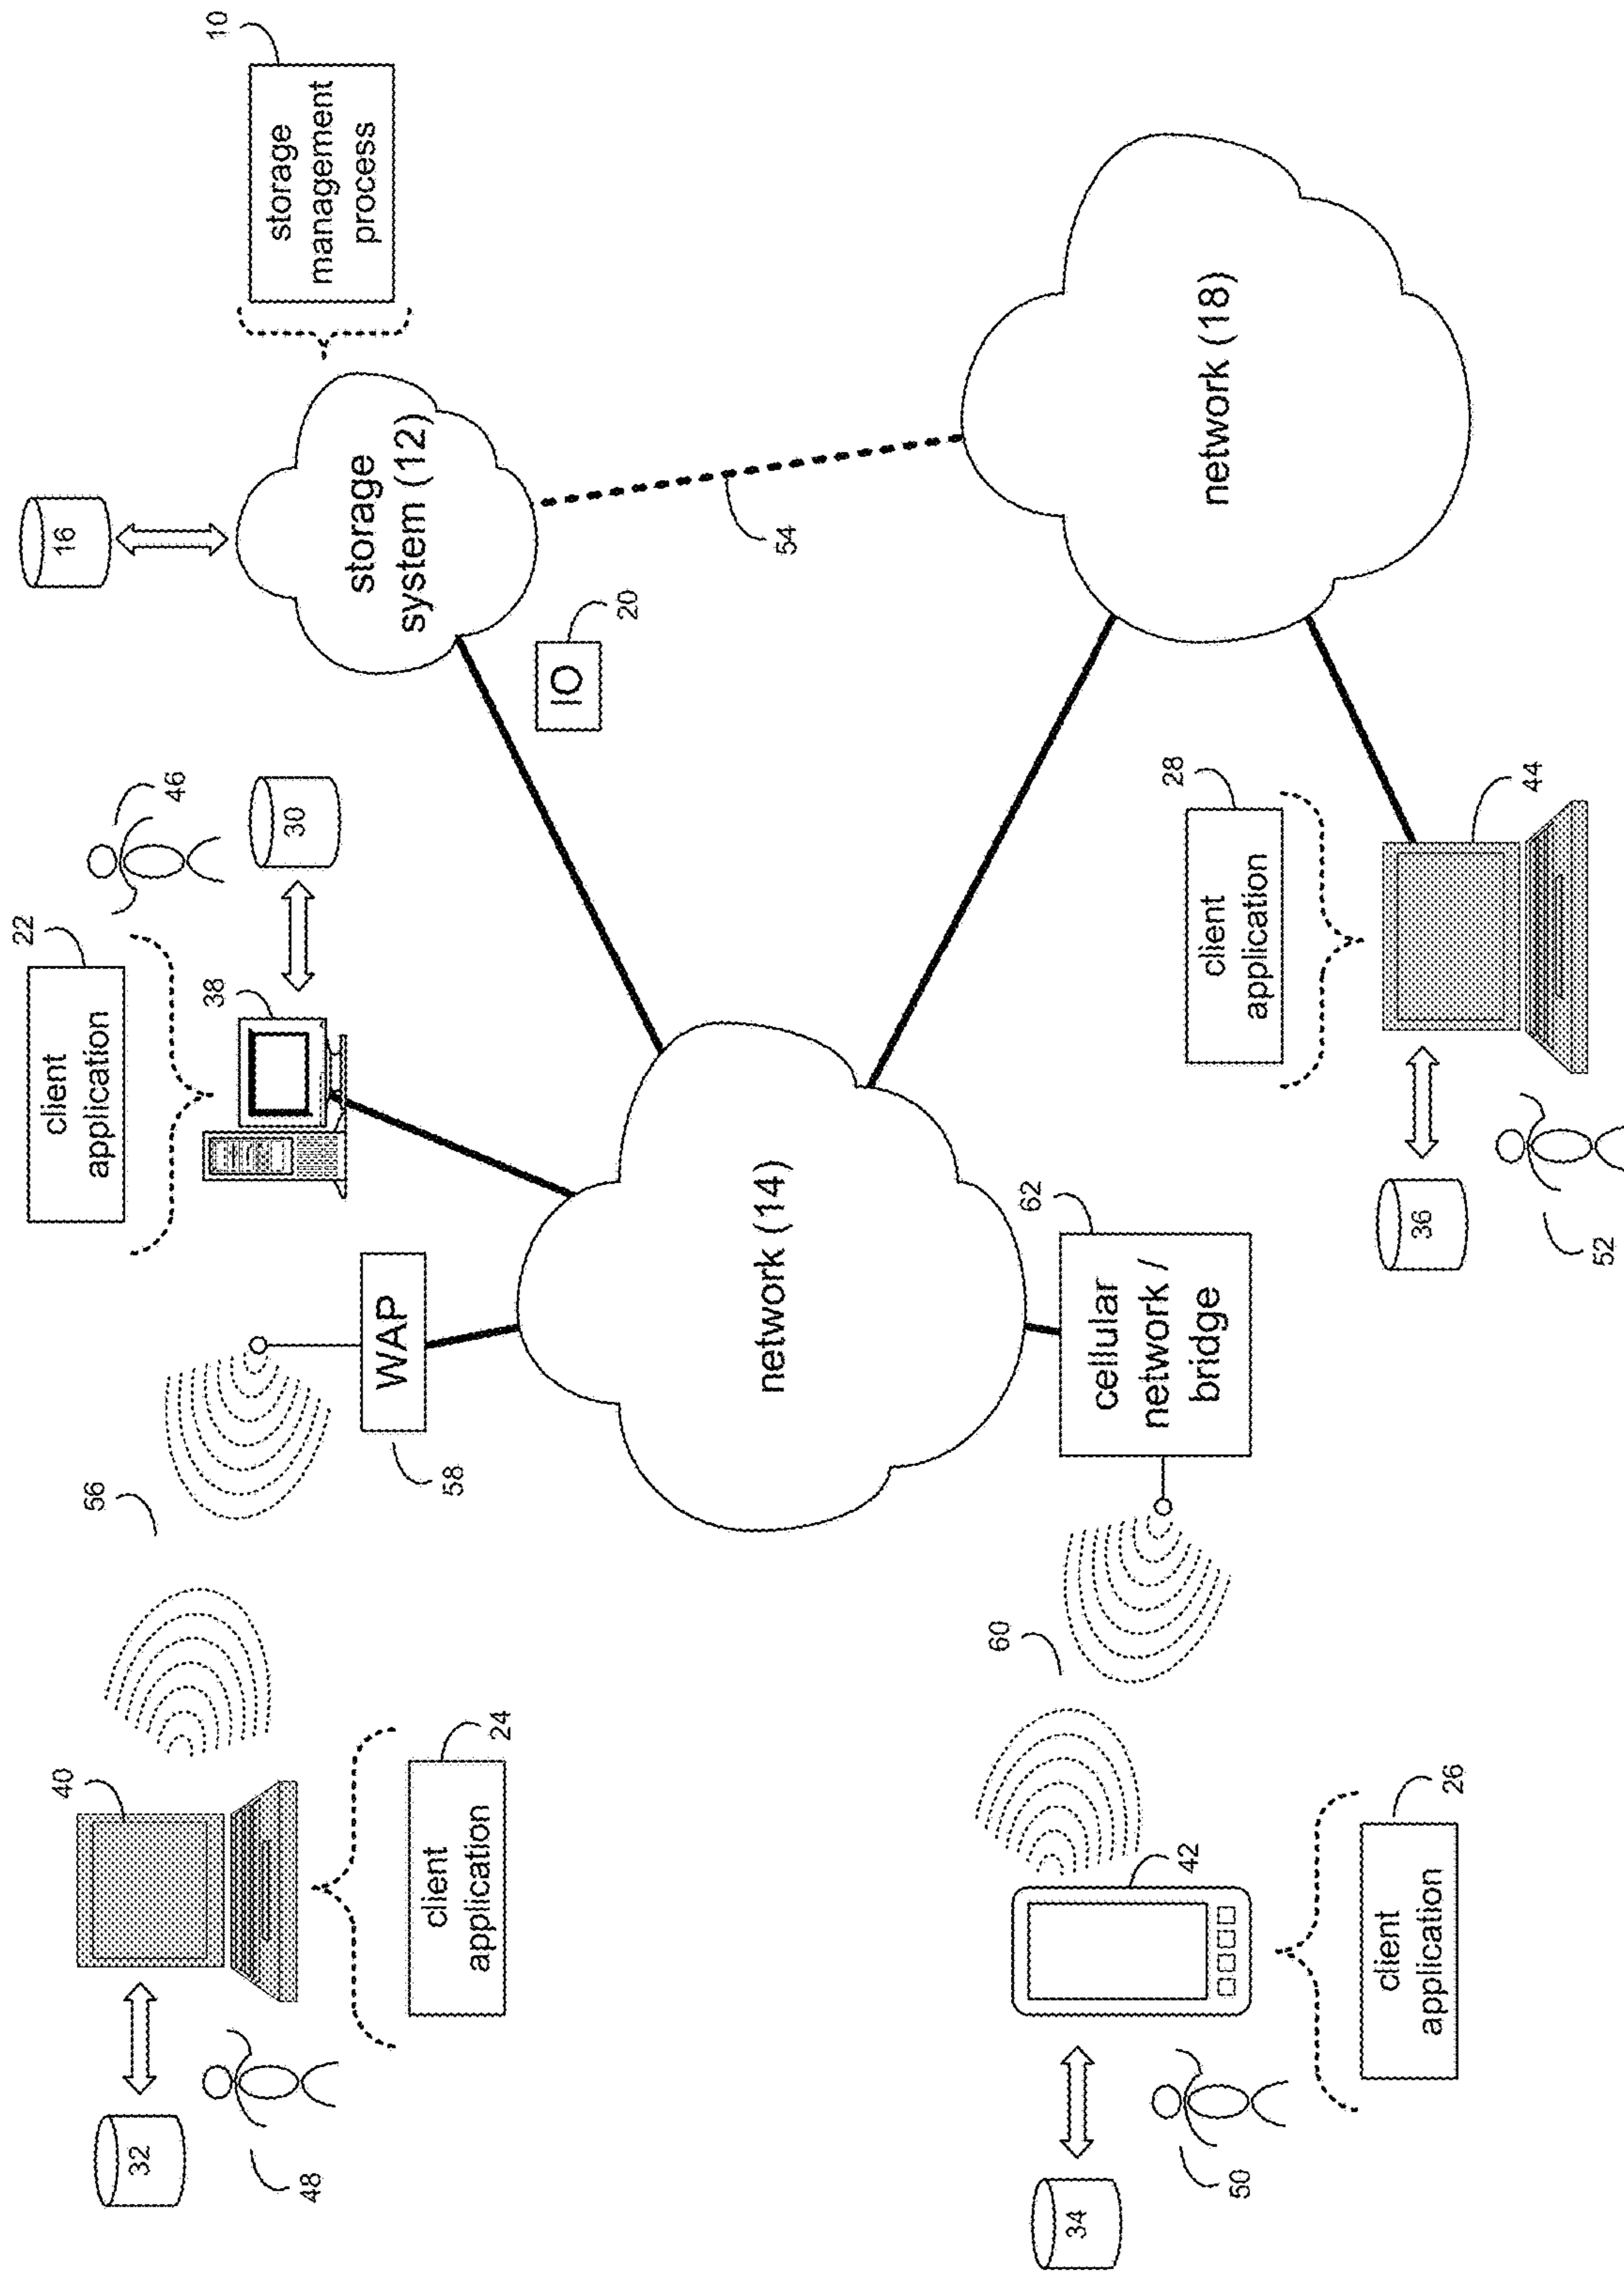 32
40
48
client
application
24
56
58
WAP
client
application
22
38
46
30
16
storage
system (12)
storage
management
process
10
IO
20
network (14)
54
network (18)
34
50
42
client
application
26
60
cellular
network /
bridge
62
36
52
client
application
28
44